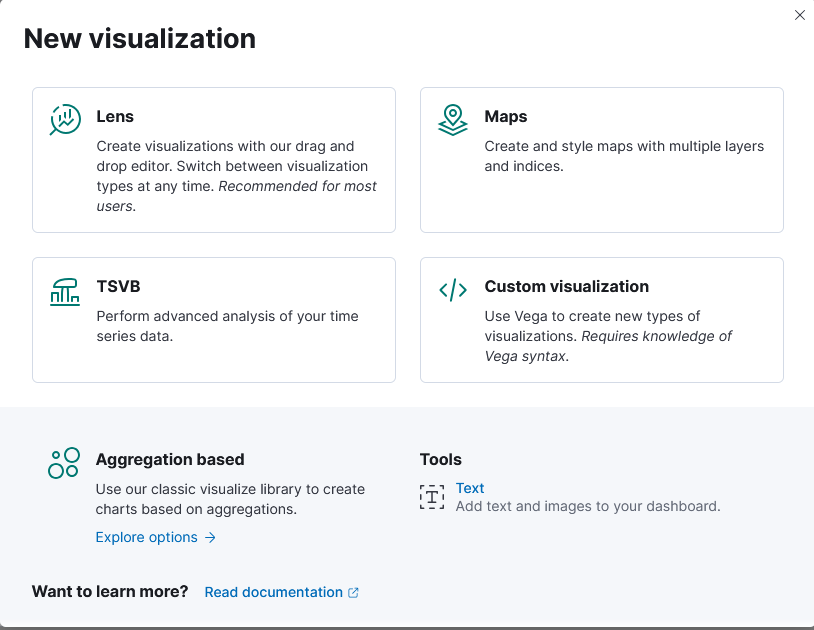 New visualization
Lens
Create visualizations with our drag and
drop editor. Switch between visualization
types at any time. Recommended for most
users.
Maps
Create and style maps with multiple layers
and indices.
TSVB
Perform advanced analysis of your time
series data.
Custom visualization
Use Vega to create new types of
visualizations. Requires knowledge of
Vega syntax.
Aggregation based
Use our classic visualize library to create
charts based on aggregations.
Explore options →
Tools
Text
Add text and images to your dashboard.
Want to learn more? Read documentation